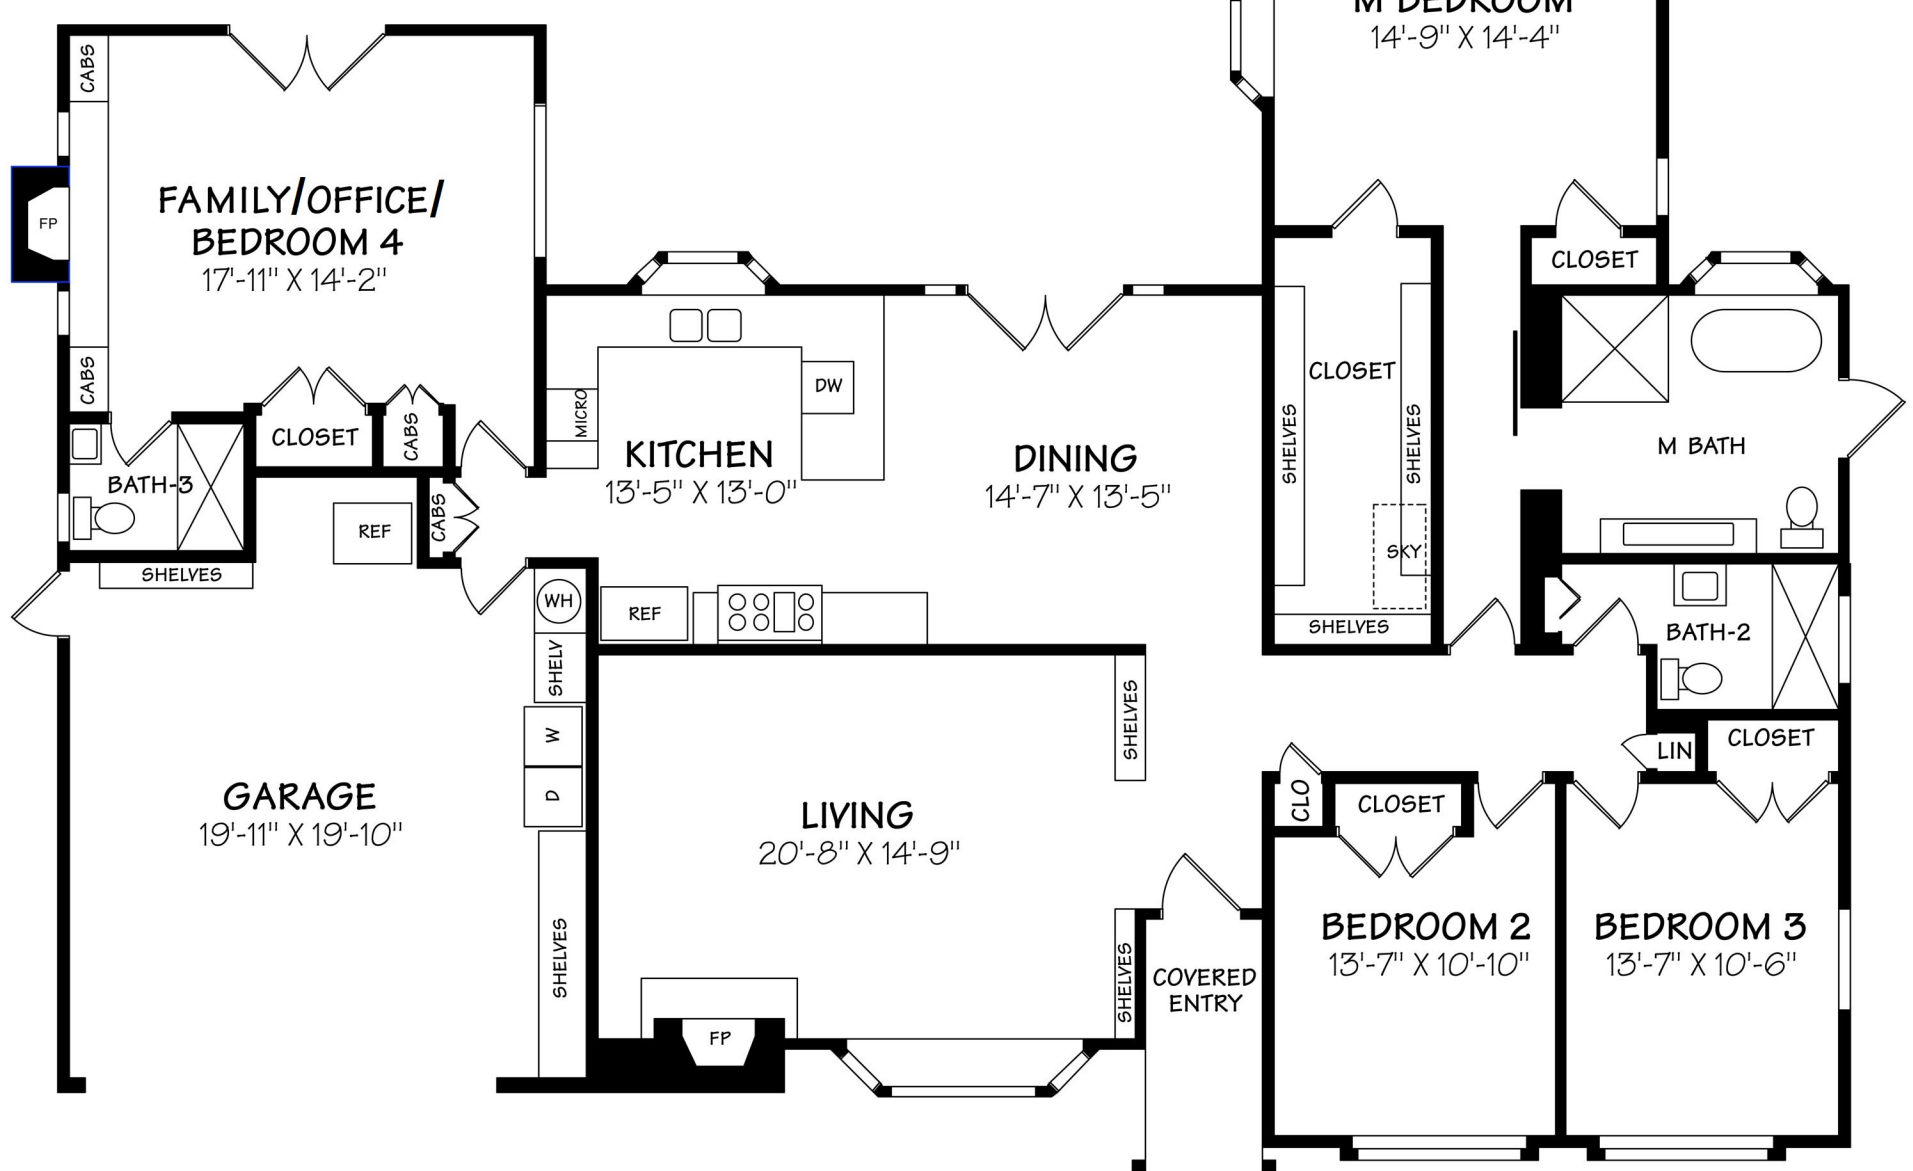 M BEDROOM
14'-9" X 14'-4"
CABS
FAMILY/OFFICE/
BEDROOM 4
17'-11" X 14'-2"
FP
CABS
CLOSET
CABS
BATH-3
REF
CABS
SHELVES
KITCHEN
13'-5" X 13'-0"
MICRO
DW
DINING
14'-7" X 13'-5"
CLOSET
SHELVES
SHELVES
SKY
SHELVES
CLOSET
M BATH
BATH-2
WH
REF
SHELV
W
D
SHELVES
GARAGE
19'-11" X 19'-10"
LIVING
20'-8" X 14'-9"
SHELVES
SHELVES
FP
COVERED
ENTRY
CLO
CLOSET
LIN
CLOSET
BEDROOM 2
13'-7" X 10'-10"
BEDROOM 3
13'-7" X 10'-6"